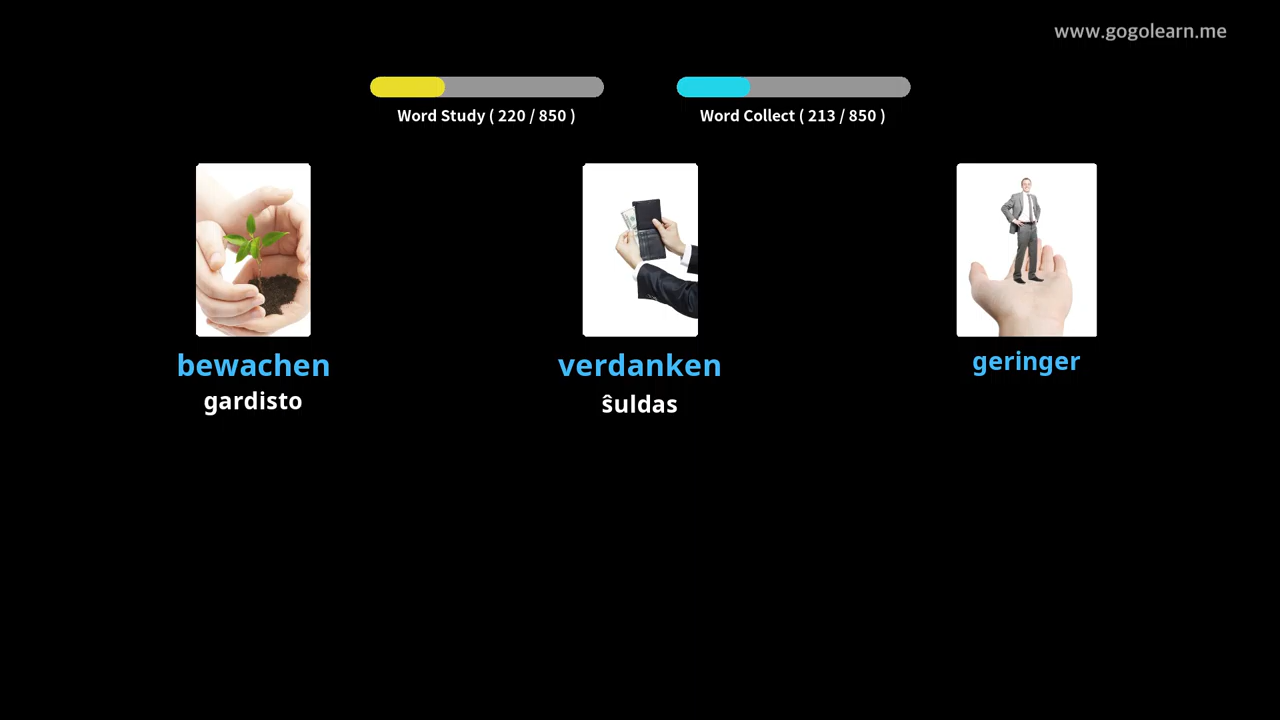 www.gogolearn.me
Word Study ( 220 / 850 )
Word Collect ( 213 / 850 )
bewachen
gardisto
verdanken
ŝuldas
geringer